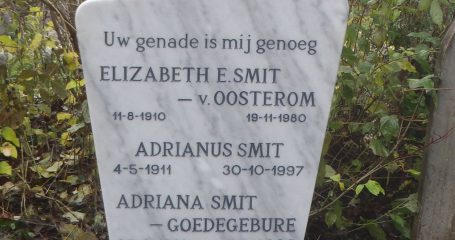 Uw genade is mij genoeg
ELIZABETH E. SMIT
— v. OOSTEROM
11-8-1910 19-11-1980
ADRIANUS SMIT
4-5-1911 30-10-1997
ADRIANA SMIT
— GOEDEGEBURE